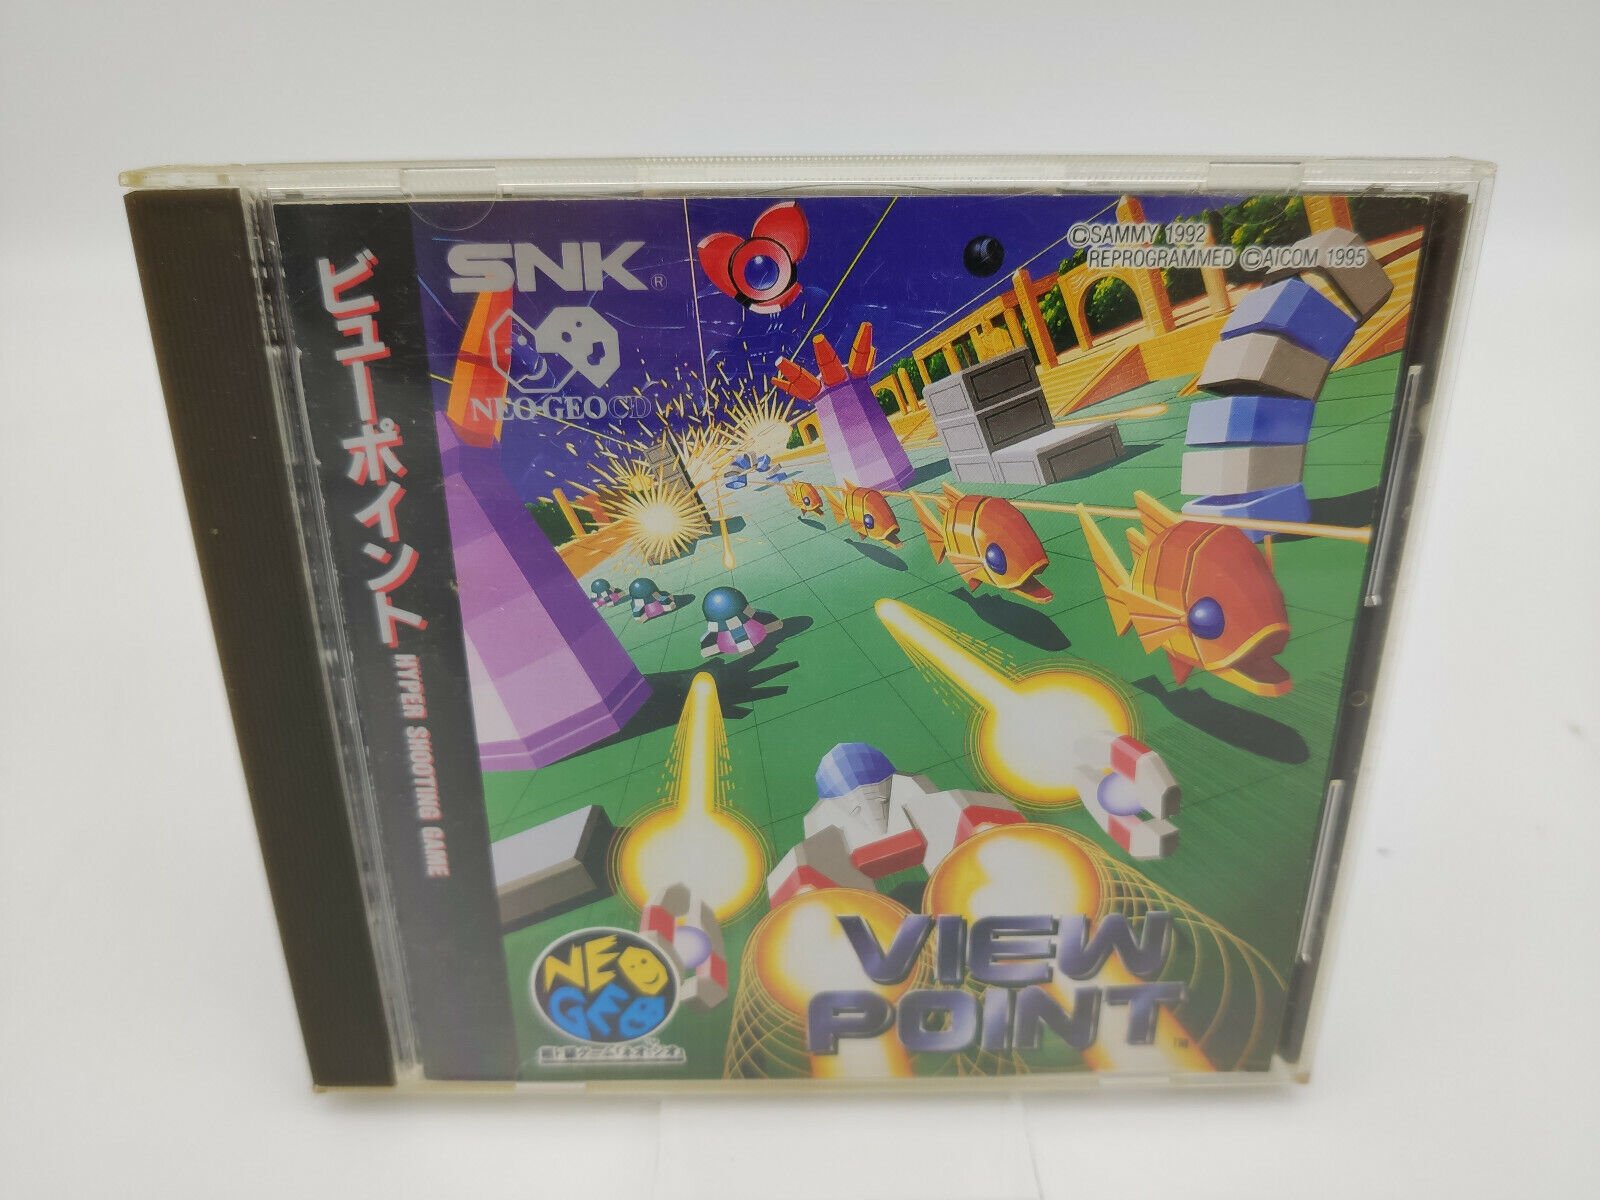 ビューポイント HYPER SHOOTING GAME
SNK®
NEO·GEO CD
©SAMMY 1992
REPROGRAMMED ©AICOM 1995
VIEW
POINT™
NEO
GEO